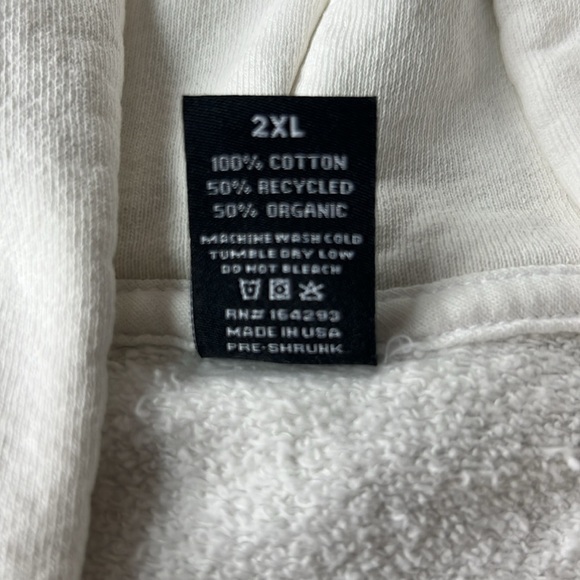 2XL
100% COTTON
50% RECYCLED
50% ORGANIC
MACHINE WASH COLD
TUMBLE DRY LOW
DO NOT BLEACH
RN# 164293
MADE IN USA
PRE-SHRUNK